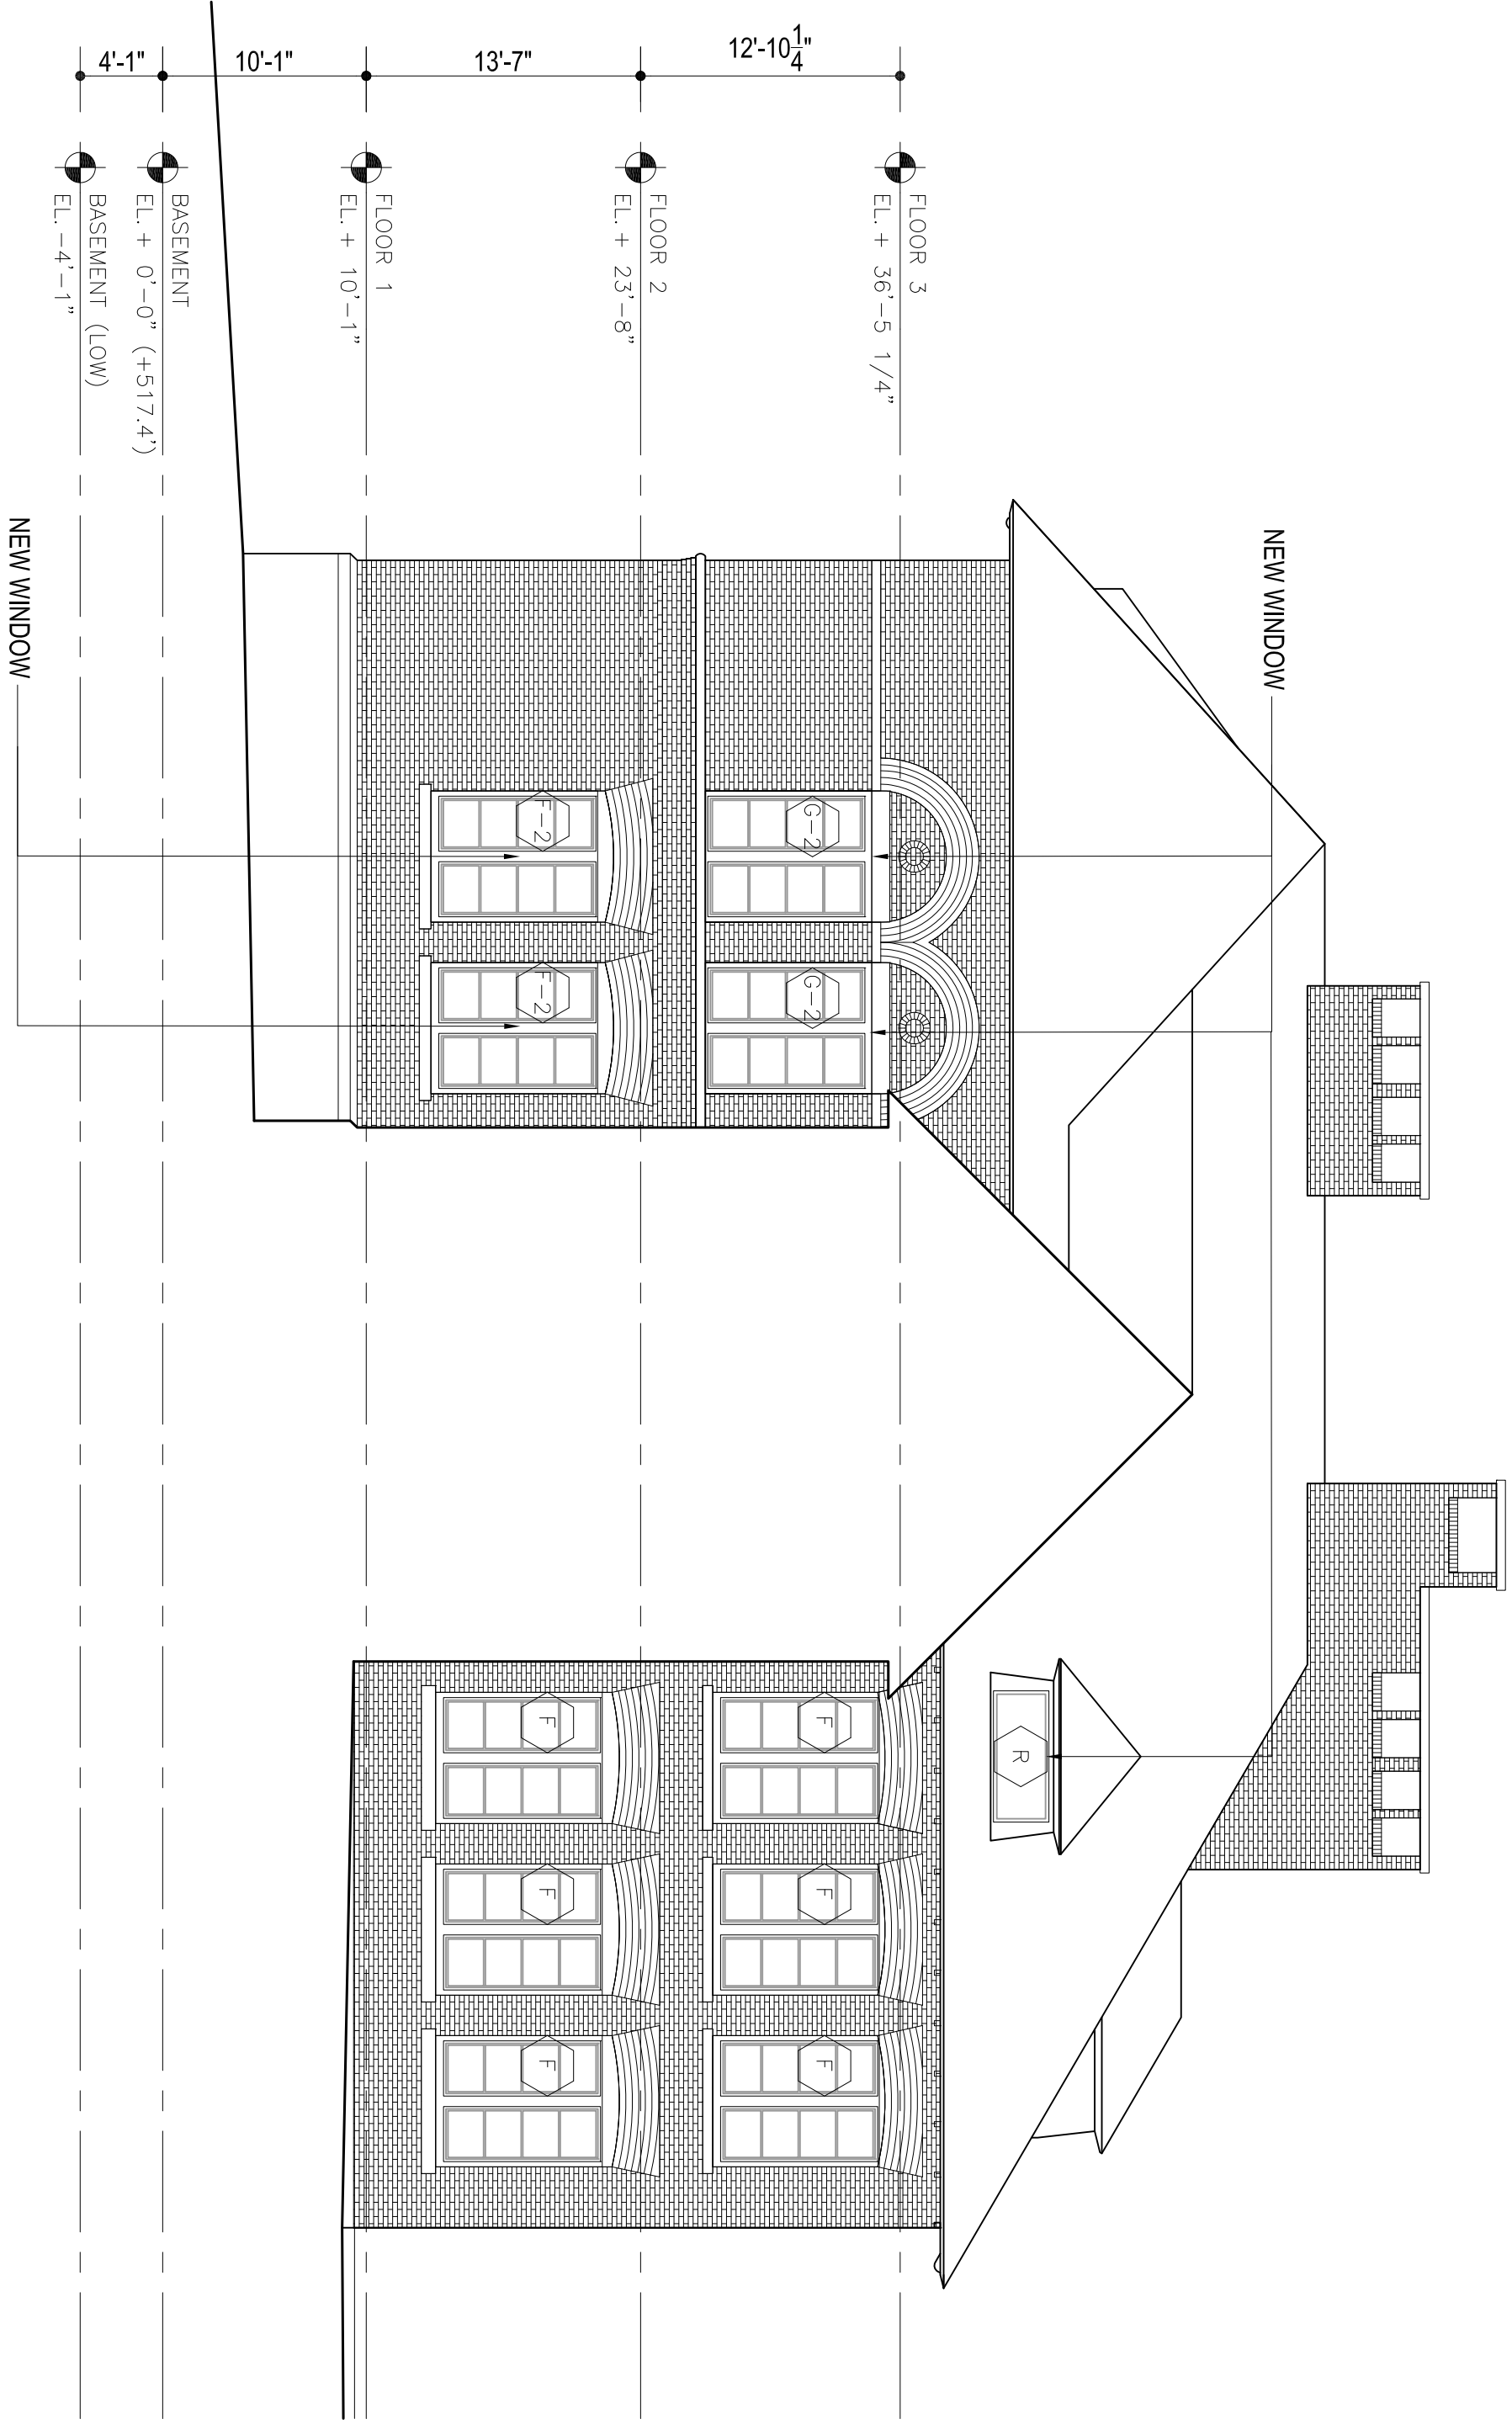 NEW WINDOW
12'-10 1/4"
13'-7"
10'-1"
4'-1"
FLOOR 3
EL. + 36'-5 1/4"
FLOOR 2
EL. + 23'-8"
FLOOR 1
EL. + 10'-1"
BASEMENT
EL. + 0'-0" (+517.4')
BASEMENT (LOW)
EL. -4'-1"
R
G-2
G-2
F
F
F
F-2
F-2
F
F
F
NEW WINDOW